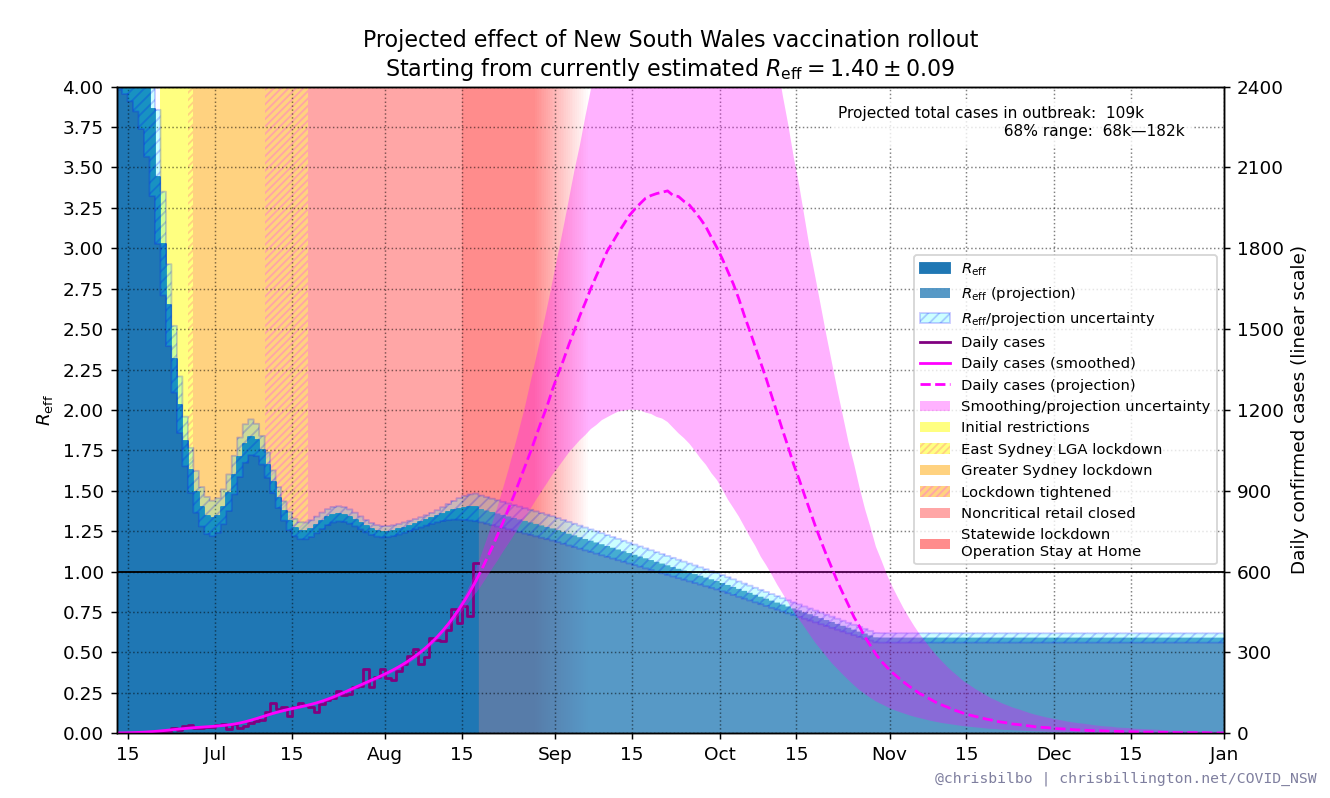 Projected effect of New South Wales vaccination rollout
Starting from currently estimated R_eff = 1.40 ± 0.09
Projected total cases in outbreak: 109k
68% range: 68k—182k
4.00
3.75
3.50
3.25
3.00
2.75
2.50
2.25
2.00
1.75
1.50
1.25
1.00
0.75
0.50
0.25
0.00
R_eff
2400
2100
1800
1500
1200
900
600
300
0
Daily confirmed cases (linear scale)
R_eff
R_eff (projection)
R_eff/projection uncertainty
Daily cases
Daily cases (smoothed)
Daily cases (projection)
Smoothing/projection uncertainty
Initial restrictions
East Sydney LGA lockdown
Greater Sydney lockdown
Lockdown tightened
Noncritical retail closed
Statewide lockdown
Operation Stay at Home
15 Jul 15 Aug 15 Sep 15 Oct 15 Nov 15 Dec 15 Jan
@chrisbilbo | chrisbillington.net/COVID_NSW